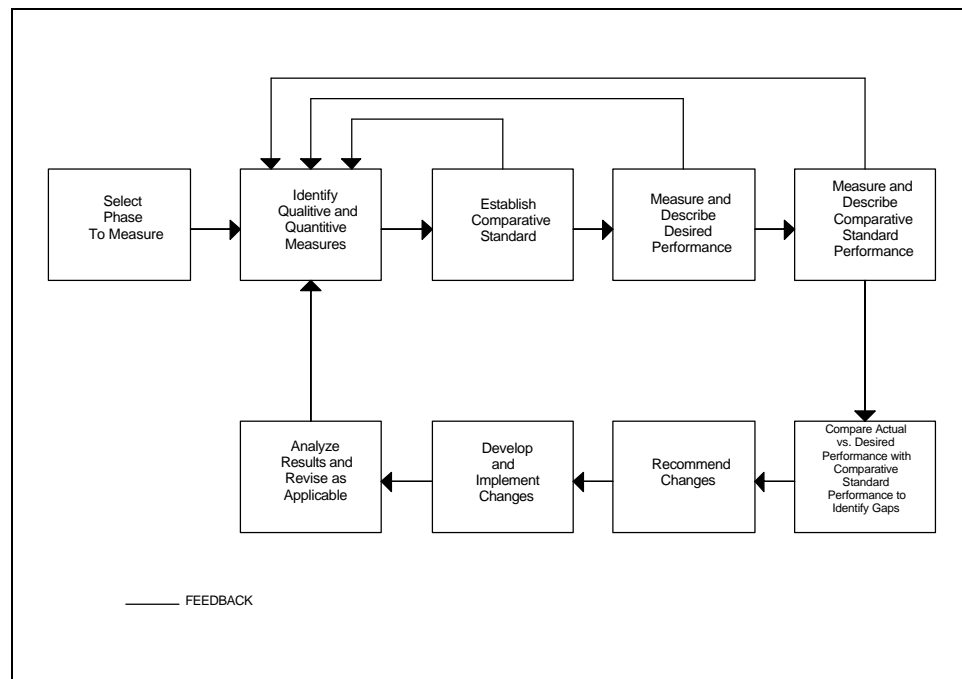 Select
Phase
To Measure
Identify
Qualitive and
Quantitive
Measures
Establish
Comparative
Standard
Measure and
Describe
Desired
Performance
Measure and
Describe
Comparative
Standard
Performance
Analyze
Results and
Revise as
Applicable
Develop
and
Implement
Changes
Recommend
Changes
Compare Actual
vs. Desired
Performance with
Comparative
Standard
Performance to
Identify Gaps
FEEDBACK